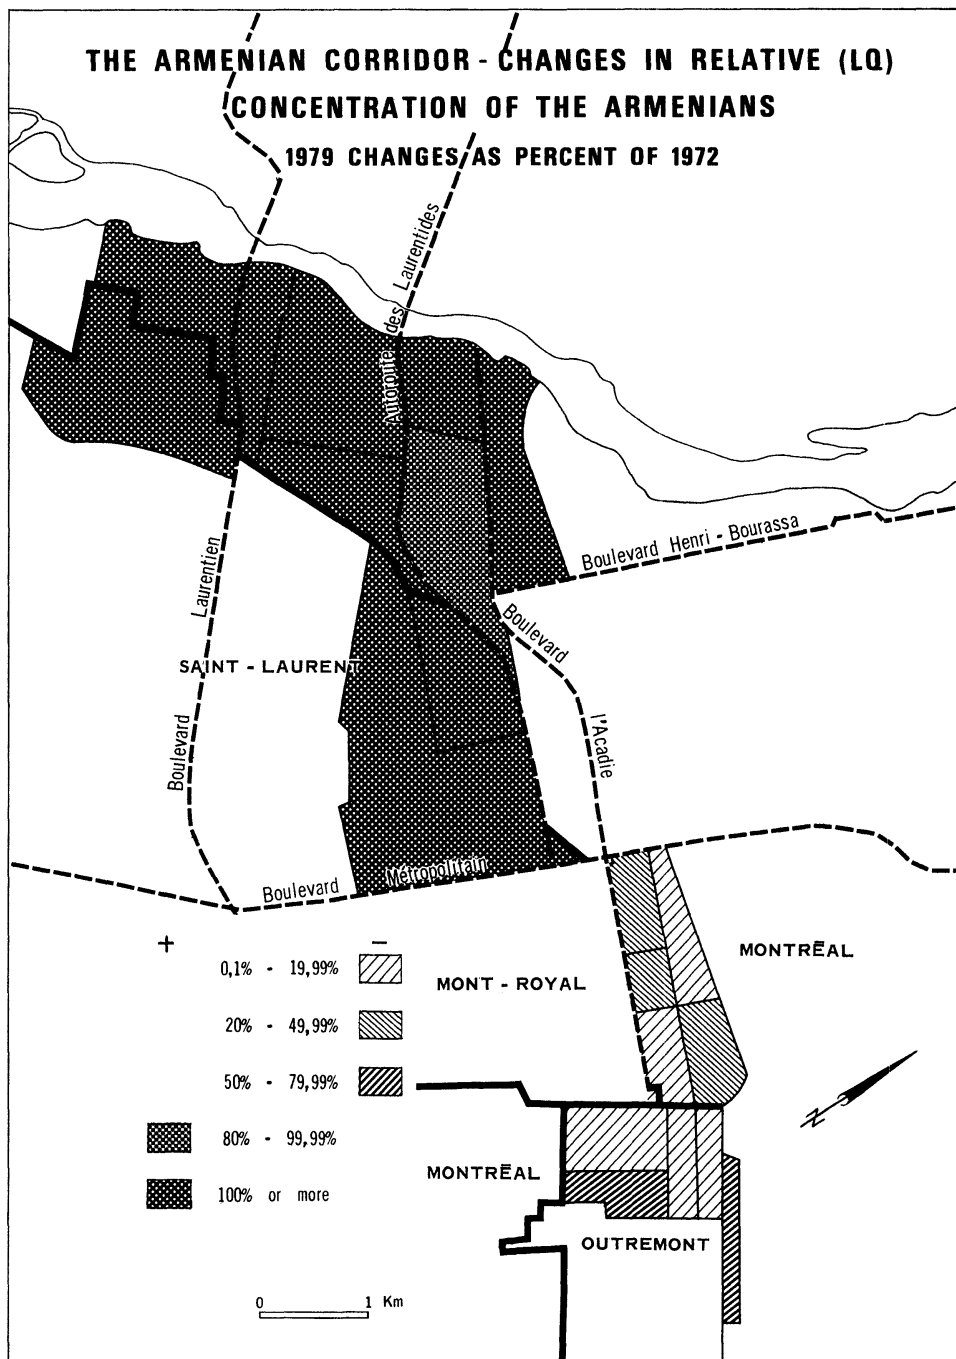 THE ARMENIAN CORRIDOR - CHANGES IN RELATIVE (LQ)
CONCENTRATION OF THE ARMENIANS
1979 CHANGES AS PERCENT OF 1972
Autoroute des Laurentides
Boulevard Henri - Bourassa
Boulevard Laurentien
SAINT - LAURENT
Boulevard l'Acadie
Boulevard Métropolitain
+ −
0,1% - 19,99%
20% - 49,99%
50% - 79,99%
80% - 99,99%
100% or more
MONT - ROYAL
MONTRĒAL
N
MONTRĒAL
OUTREMONT
0 1 Km